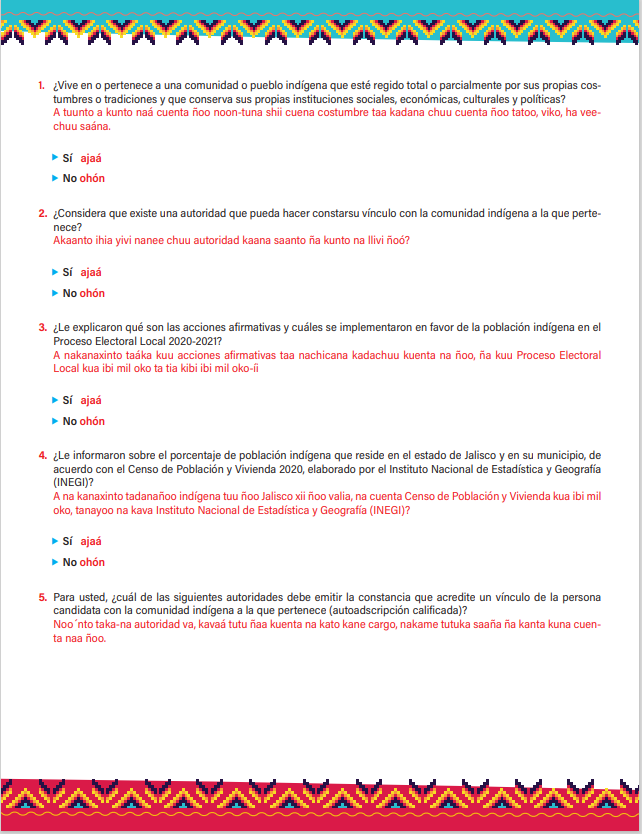 1. ¿Vive en o pertenece a una comunidad o pueblo indígena que esté regido total o parcialmente por sus propias cos-
tumbres o tradiciones y que conserva sus propias instituciones sociales, económicas, culturales y políticas?
A tuunto a kunto naá cuenta ñoo noon-tuna shii cuena costumbre taa kadana chuu cuenta ñoo tatoo, viko, ha vee-
chuu saána.
Sí ajaá
No ohón
2. ¿Considera que existe una autoridad que pueda hacer constarsu vínculo con la comunidad indígena a la que perte-
nece?
Akaanto ihia yivi nanee chuu autoridad kaana saanto ña kunto na llivi ñoó?
Sí ajaá
No ohón
3. ¿Le explicaron qué son las acciones afirmativas y cuáles se implementaron en favor de la población indígena en el
Proceso Electoral Local 2020-2021?
A nakanaxinto taáka kuu acciones afirmativas taa nachicana kadachuu kuenta na ñoo, ña kuu Proceso Electoral
Local kua ibi mil oko ta tia kibi ibi mil oko-íi
Sí ajaá
No ohón
4. ¿Le informaron sobre el porcentaje de población indígena que reside en el estado de Jalisco y en su municipio, de
acuerdo con el Censo de Población y Vivienda 2020, elaborado por el Instituto Nacional de Estadística y Geografía
(INEGI)?
A na kanaxinto tadanañoo indígena tuu ñoo Jalisco xii ñoo valia, na cuenta Censo de Población y Vivienda kua ibi mil
oko, tanayoo na kava Instituto Nacional de Estadística y Geografía (INEGI)?
Sí ajaá
No ohón
5. Para usted, ¿cuál de las siguientes autoridades debe emitir la constancia que acredite un vínculo de la persona
candidata con la comunidad indígena a la que pertenece (autoadscripción calificada)?
Noo´nto taka-na autoridad va, kavaá tutu ñaa kuenta na kato kane cargo, nakame tutuka saaña ña kanta kuna cuen-
ta naa ñoo.